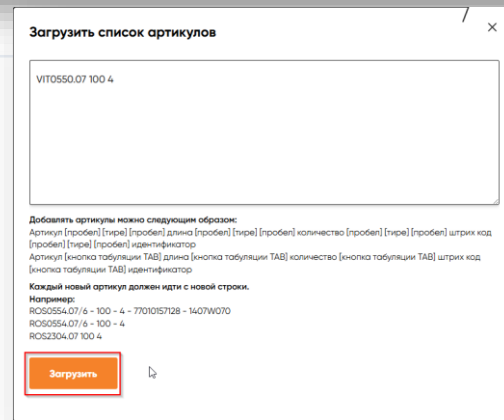 Загрузить список артикулов
VIT0550.07 100 4
Добавлять артикулы можно следующим образом:
Артикул [пробел] [тире] [пробел] длина [пробел] [тире] [пробел] количество [пробел] [тире] [пробел] штрих код
[пробел] [тире] [пробел] идентификатор
Артикул [кнопка табуляции TAB] длина [кнопка табуляции TAB] количество [кнопка табуляции TAB] штрих код
[кнопка табуляции TAB] идентификатор
Каждый новый артикул должен идти с новой строки.
Например:
ROS0554.07/6 - 100 - 4 - 77010157128 - 1407W070
ROS0554.07/6 - 100 - 4
ROS2304.07 100 4
Загрузить